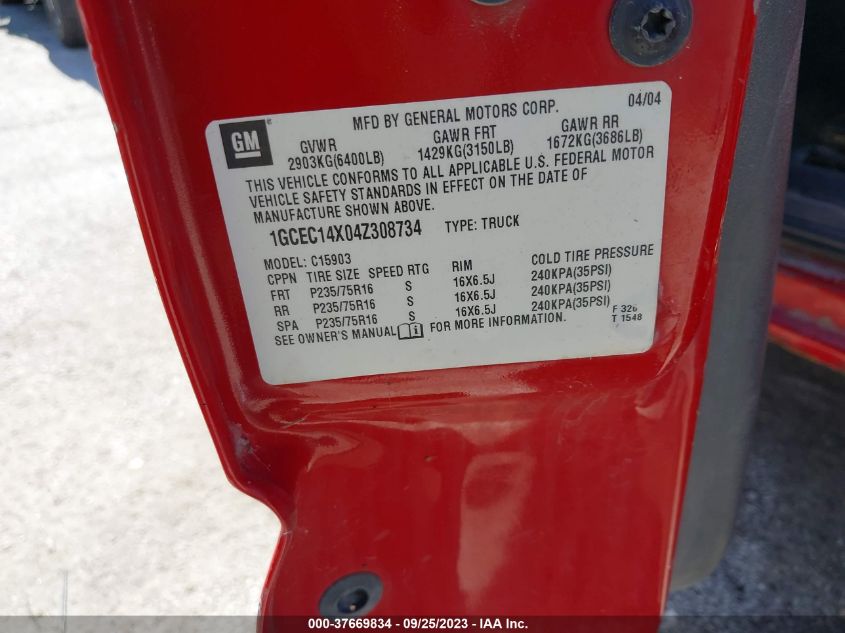 GM ®
MFD BY GENERAL MOTORS CORP. 04/04
GVWR GAWR FRT GAWR RR
2903KG(6400LB) 1429KG(3150LB) 1672KG(3686LB)
THIS VEHICLE CONFORMS TO ALL APPLICABLE U.S. FEDERAL MOTOR
VEHICLE SAFETY STANDARDS IN EFFECT ON THE DATE OF
MANUFACTURE SHOWN ABOVE.
1GCEC14X04Z308734 TYPE: TRUCK
MODEL: C15903
CPPN TIRE SIZE SPEED RTG RIM COLD TIRE PRESSURE
FRT P235/75R16 S 16X6.5J 240KPA(35PSI)
RR P235/75R16 S 16X6.5J 240KPA(35PSI)
SPA P235/75R16 S 16X6.5J 240KPA(35PSI)
SEE OWNER'S MANUAL FOR MORE INFORMATION.
F 326
T 1548
000-37669834 - 09/25/2023 - IAA Inc.